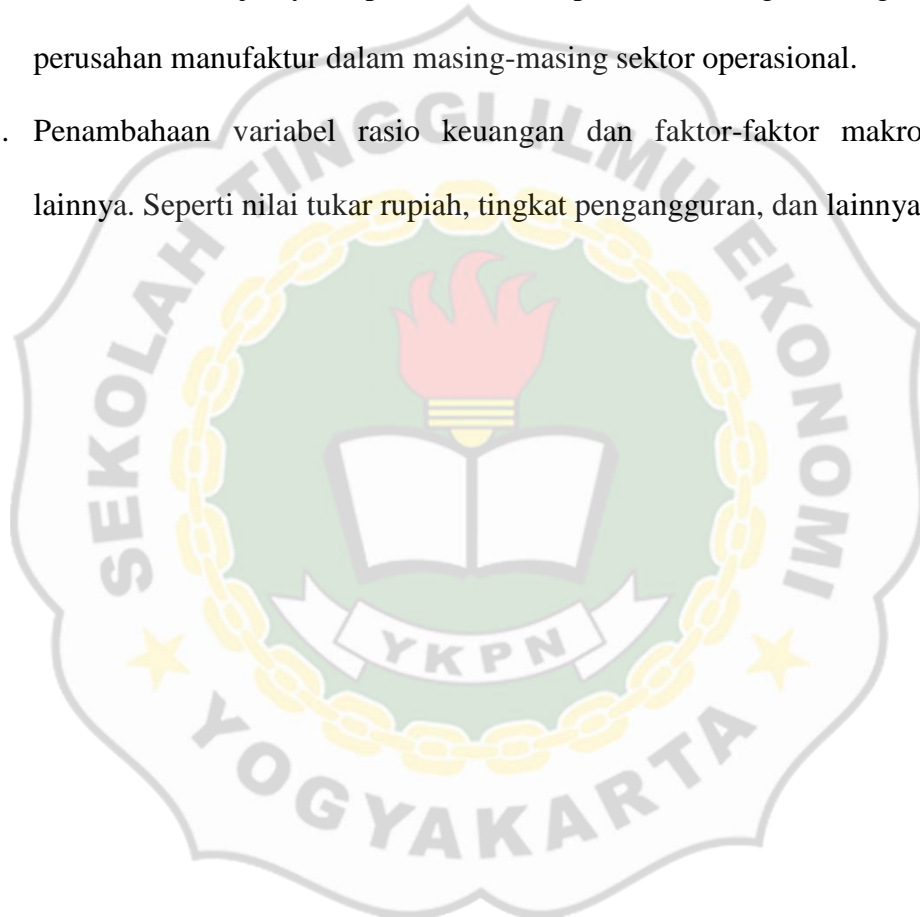 perusahan manufaktur dalam masing-masing sektor operasional.
. Penambahaan variabel rasio keuangan dan faktor-faktor makro
lainnya. Seperti nilai tukar rupiah, tingkat pengangguran, dan lainnya
SEKOLAH TINGGI ILMU EKONOMI
YKPN
YOGYAKARTA